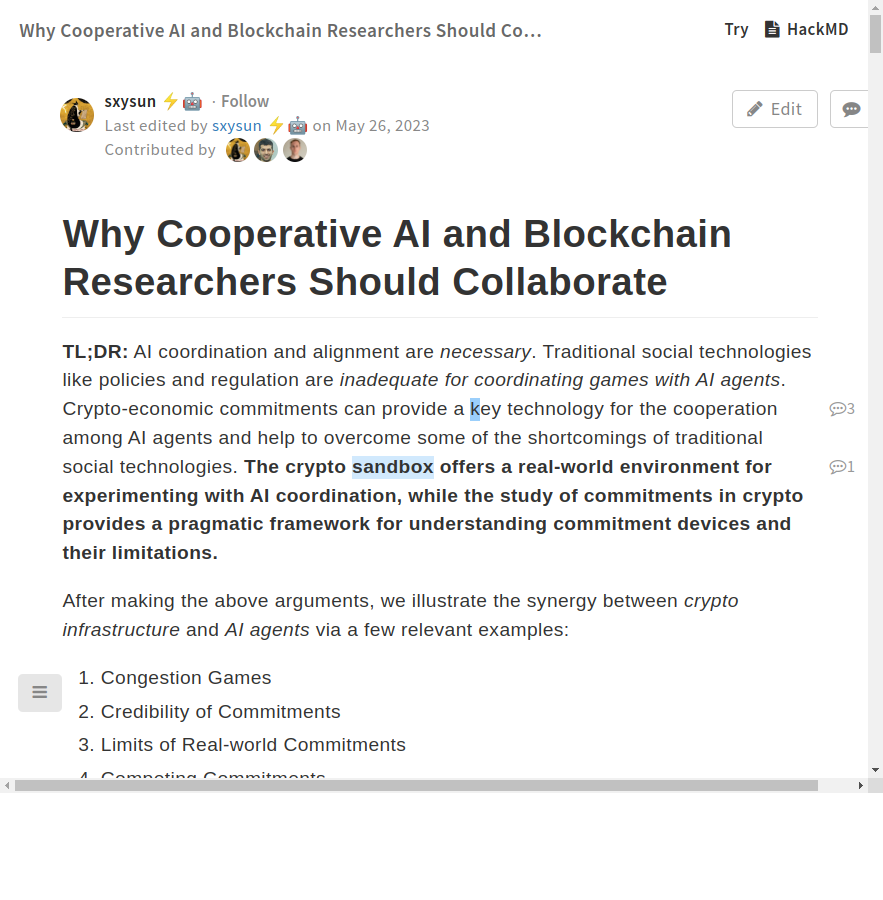 Why Cooperative AI and Blockchain Researchers Should Co...
Try HackMD
sxysun ⚡🤖 · Follow
Last edited by sxysun ⚡🤖 on May 26, 2023
Contributed by
Edit
Why Cooperative AI and Blockchain
Researchers Should Collaborate
TL;DR: AI coordination and alignment are necessary. Traditional social technologies
like policies and regulation are inadequate for coordinating games with AI agents.
Crypto-economic commitments can provide a key technology for the cooperation
3
among AI agents and help to overcome some of the shortcomings of traditional
social technologies. The crypto sandbox offers a real-world environment for
1
experimenting with AI coordination, while the study of commitments in crypto
provides a pragmatic framework for understanding commitment devices and
their limitations.
After making the above arguments, we illustrate the synergy between crypto
infrastructure and AI agents via a few relevant examples:
1. Congestion Games
2. Credibility of Commitments
3. Limits of Real-world Commitments
4. Competing Commitments